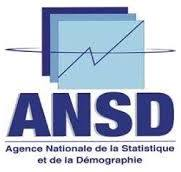 ANSD
Agence Nationale de la Statistique
et de la Démographie